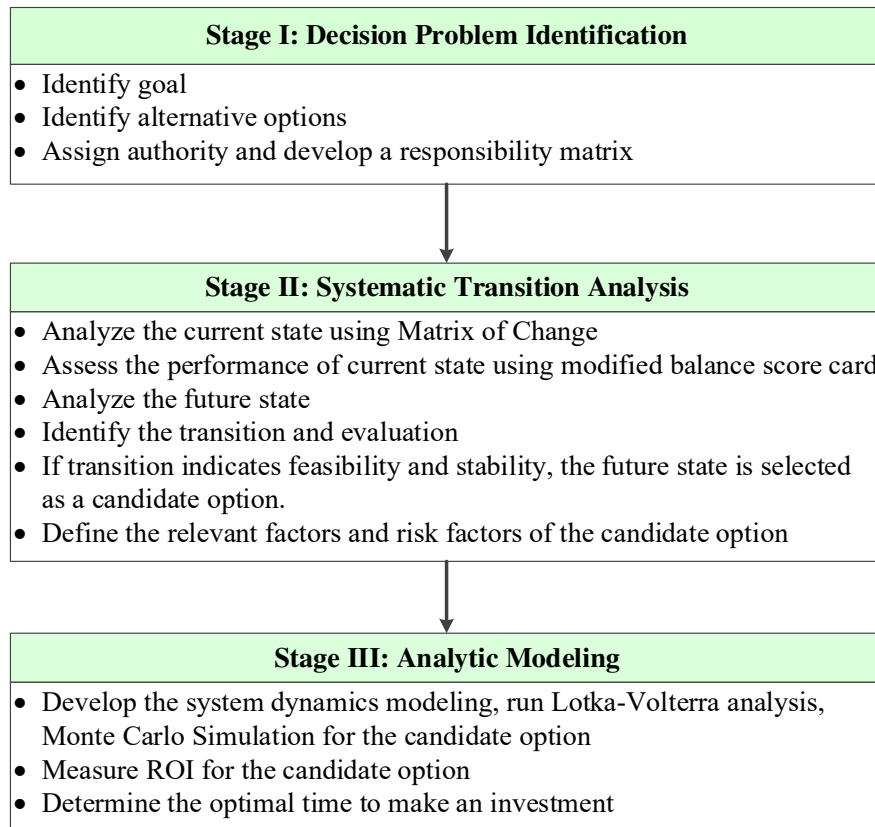 Stage I: Decision Problem Identification
• Identify goal
• Identify alternative options
• Assign authority and develop a responsibility matrix
Stage II: Systematic Transition Analysis
• Analyze the current state using Matrix of Change
• Assess the performance of current state using modified balance score card
• Analyze the future state
• Identify the transition and evaluation
• If transition indicates feasibility and stability, the future state is selected
as a candidate option.
• Define the relevant factors and risk factors of the candidate option
Stage III: Analytic Modeling
• Develop the system dynamics modeling, run Lotka-Volterra analysis,
Monte Carlo Simulation for the candidate option
• Measure ROI for the candidate option
• Determine the optimal time to make an investment